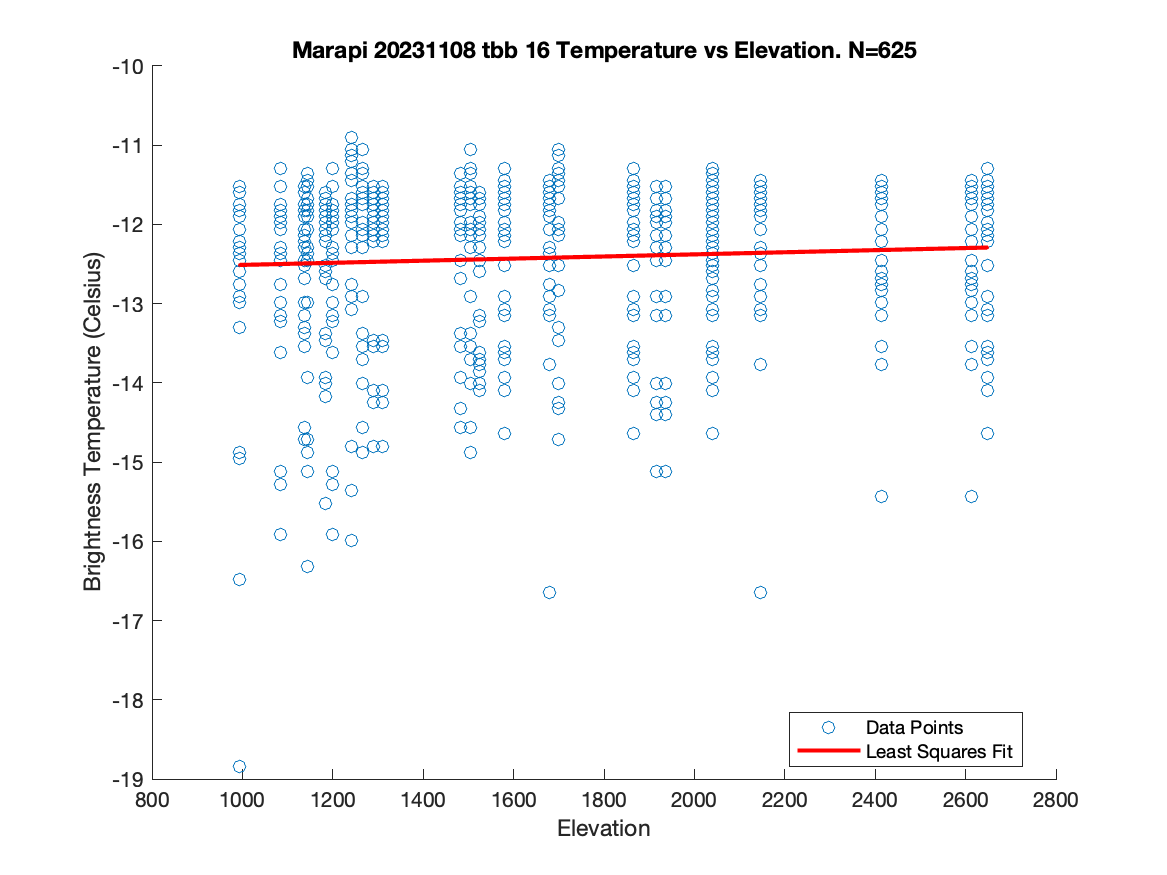 Marapi 20231108 tbb 16 Temperature vs Elevation. N=625
-10
-11
-12
-13
-14
-15
-16
-17
-18
-19
Brightness Temperature (Celsius)
Data Points
Least Squares Fit
800 1000 1200 1400 1600 1800 2000 2200 2400 2600 2800
Elevation